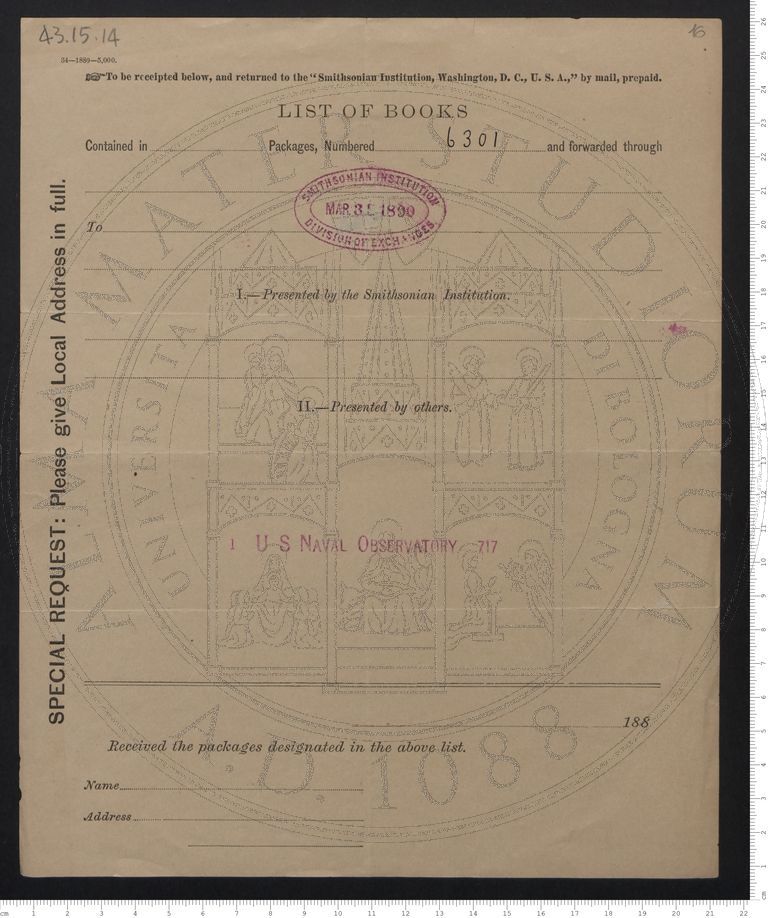 43.15.14
16
34—1889—5,000.
☞To be receipted below, and returned to the "Smithsonian Institution, Washington, D. C., U. S. A.," by mail, prepaid.
LIST OF BOOKS
Contained in Packages, Numbered 6301 and forwarded through
SMITHSONIAN INSTITUTION
MAR 1890
DIVISION OF EXCHANGES
To
I.—Presented by the Smithsonian Institution.
II.—Presented by others.
1 U S NAVAL OBSERVATORY 717
188
Received the packages designated in the above list.
Name
Address
SPECIAL REQUEST: Please give Local Address in full.
ALMA MATER STUDIORUM
UNIVERSITA DI BOLOGNA
A.D. 1088